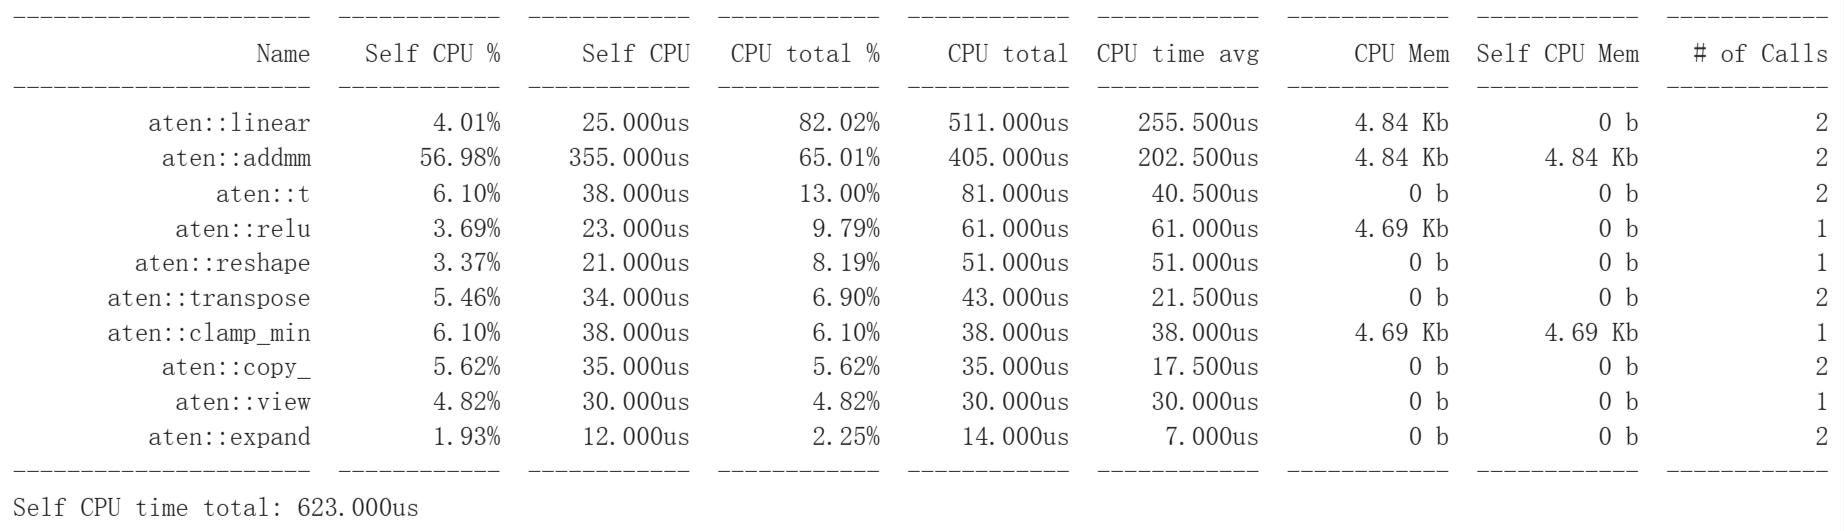 ----------------------  ------------  ------------  ------------  ------------  ------------  ------------  ------------  ------------
                  Name    Self CPU %      Self CPU   CPU total %     CPU total  CPU time avg       CPU Mem  Self CPU Mem    # of Calls
----------------------  ------------  ------------  ------------  ------------  ------------  ------------  ------------  ------------
          aten::linear         4.01%      25.000us        82.02%     511.000us     255.500us       4.84 Kb           0 b             2
           aten::addmm        56.98%     355.000us        65.01%     405.000us     202.500us       4.84 Kb       4.84 Kb             2
               aten::t         6.10%      38.000us        13.00%      81.000us      40.500us           0 b           0 b             2
            aten::relu         3.69%      23.000us         9.79%      61.000us      61.000us       4.69 Kb           0 b             1
         aten::reshape         3.37%      21.000us         8.19%      51.000us      51.000us           0 b           0 b             1
       aten::transpose         5.46%      34.000us         6.90%      43.000us      21.500us           0 b           0 b             2
       aten::clamp_min         6.10%      38.000us         6.10%      38.000us      38.000us       4.69 Kb       4.69 Kb             1
           aten::copy_         5.62%      35.000us         5.62%      35.000us      17.500us           0 b           0 b             2
            aten::view         4.82%      30.000us         4.82%      30.000us      30.000us           0 b           0 b             1
          aten::expand         1.93%      12.000us         2.25%      14.000us       7.000us           0 b           0 b             2
----------------------  ------------  ------------  ------------  ------------  ------------  ------------  ------------  ------------
Self CPU time total: 623.000us